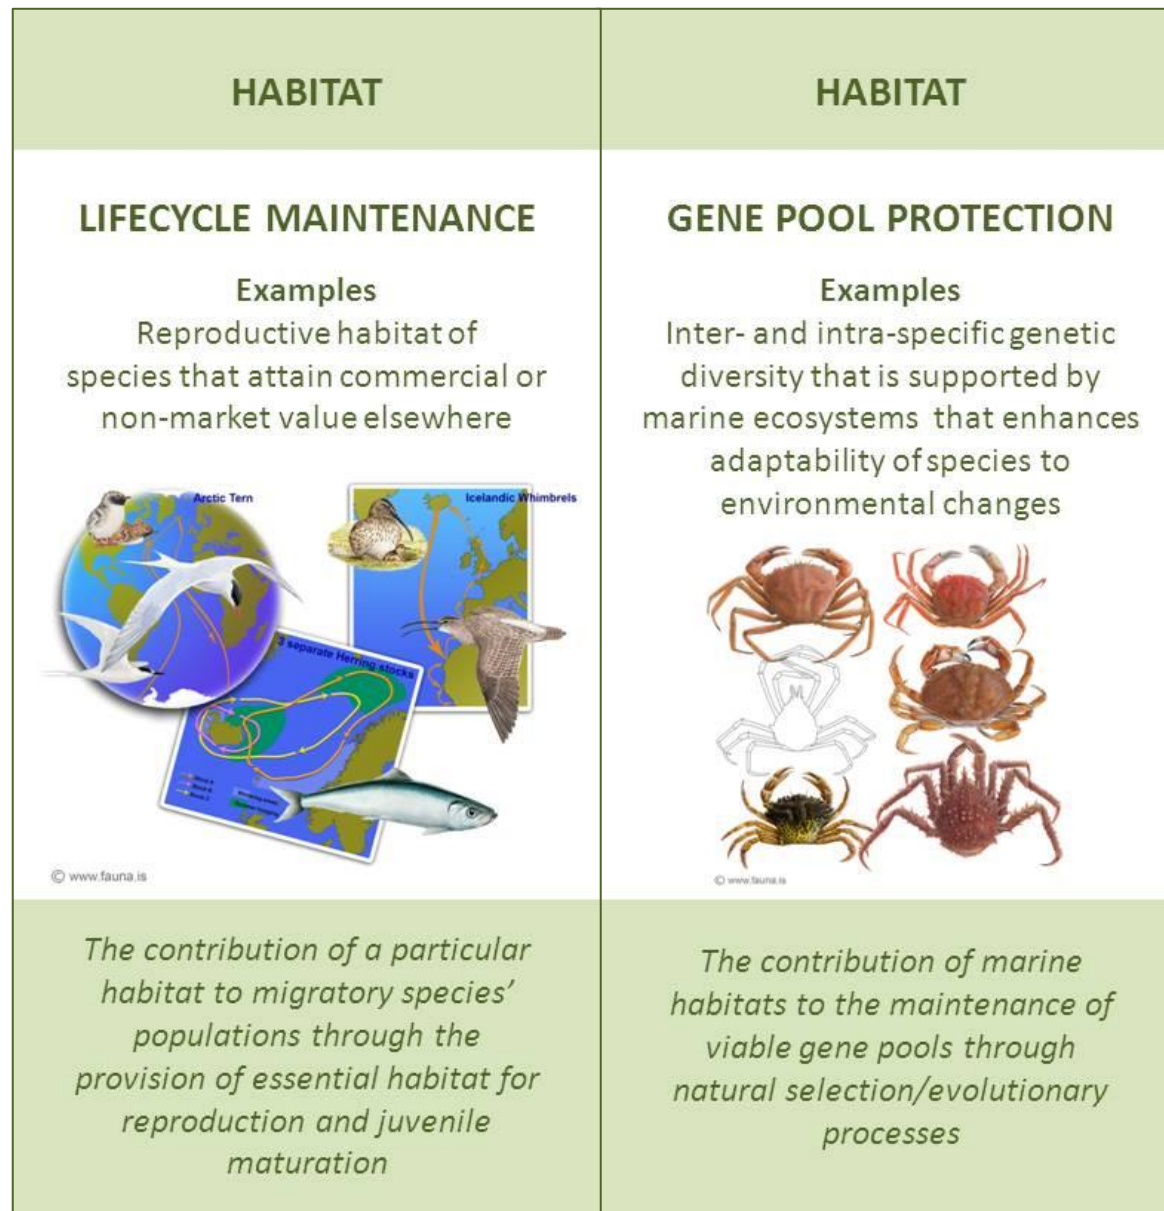 HABITAT
LIFECYCLE MAINTENANCE
Examples
Reproductive habitat of
species that attain commercial or
non-market value elsewhere
Arctic Tern
Icelandic Whimbrels
3 separate Herring stocks
Stock A
Stock B
Stock C
© www.fauna.is
The contribution of a particular
habitat to migratory species’
populations through the
provision of essential habitat for
reproduction and juvenile
maturation
HABITAT
GENE POOL PROTECTION
Examples
Inter- and intra-specific genetic
diversity that is supported by
marine ecosystems that enhances
adaptability of species to
environmental changes
© www.fauna.is
The contribution of marine
habitats to the maintenance of
viable gene pools through
natural selection/evolutionary
processes